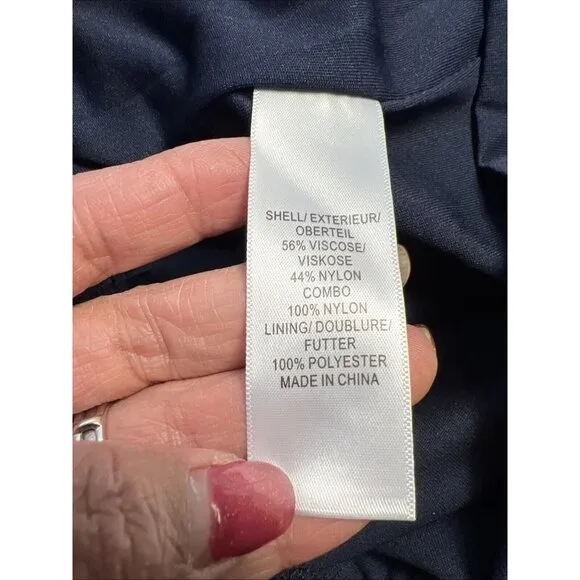 SHELL/ EXTERIEUR/
OBERTEIL
56% VISCOSE/
VISKOSE
44% NYLON
COMBO
100% NYLON
LINING/ DOUBLURE/
FUTTER
100% POLYESTER
MADE IN CHINA